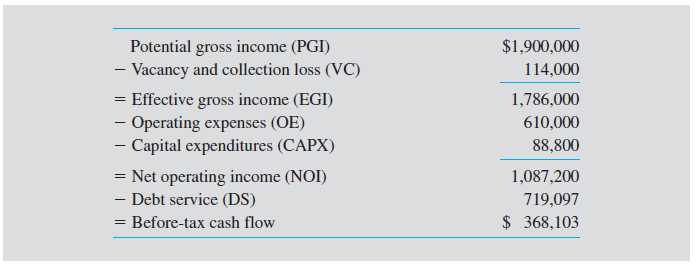 Potential gross income (PGI) $1,900,000
− Vacancy and collection loss (VC) 114,000
= Effective gross income (EGI) 1,786,000
− Operating expenses (OE) 610,000
− Capital expenditures (CAPX) 88,800
= Net operating income (NOI) 1,087,200
− Debt service (DS) 719,097
= Before-tax cash flow $ 368,103